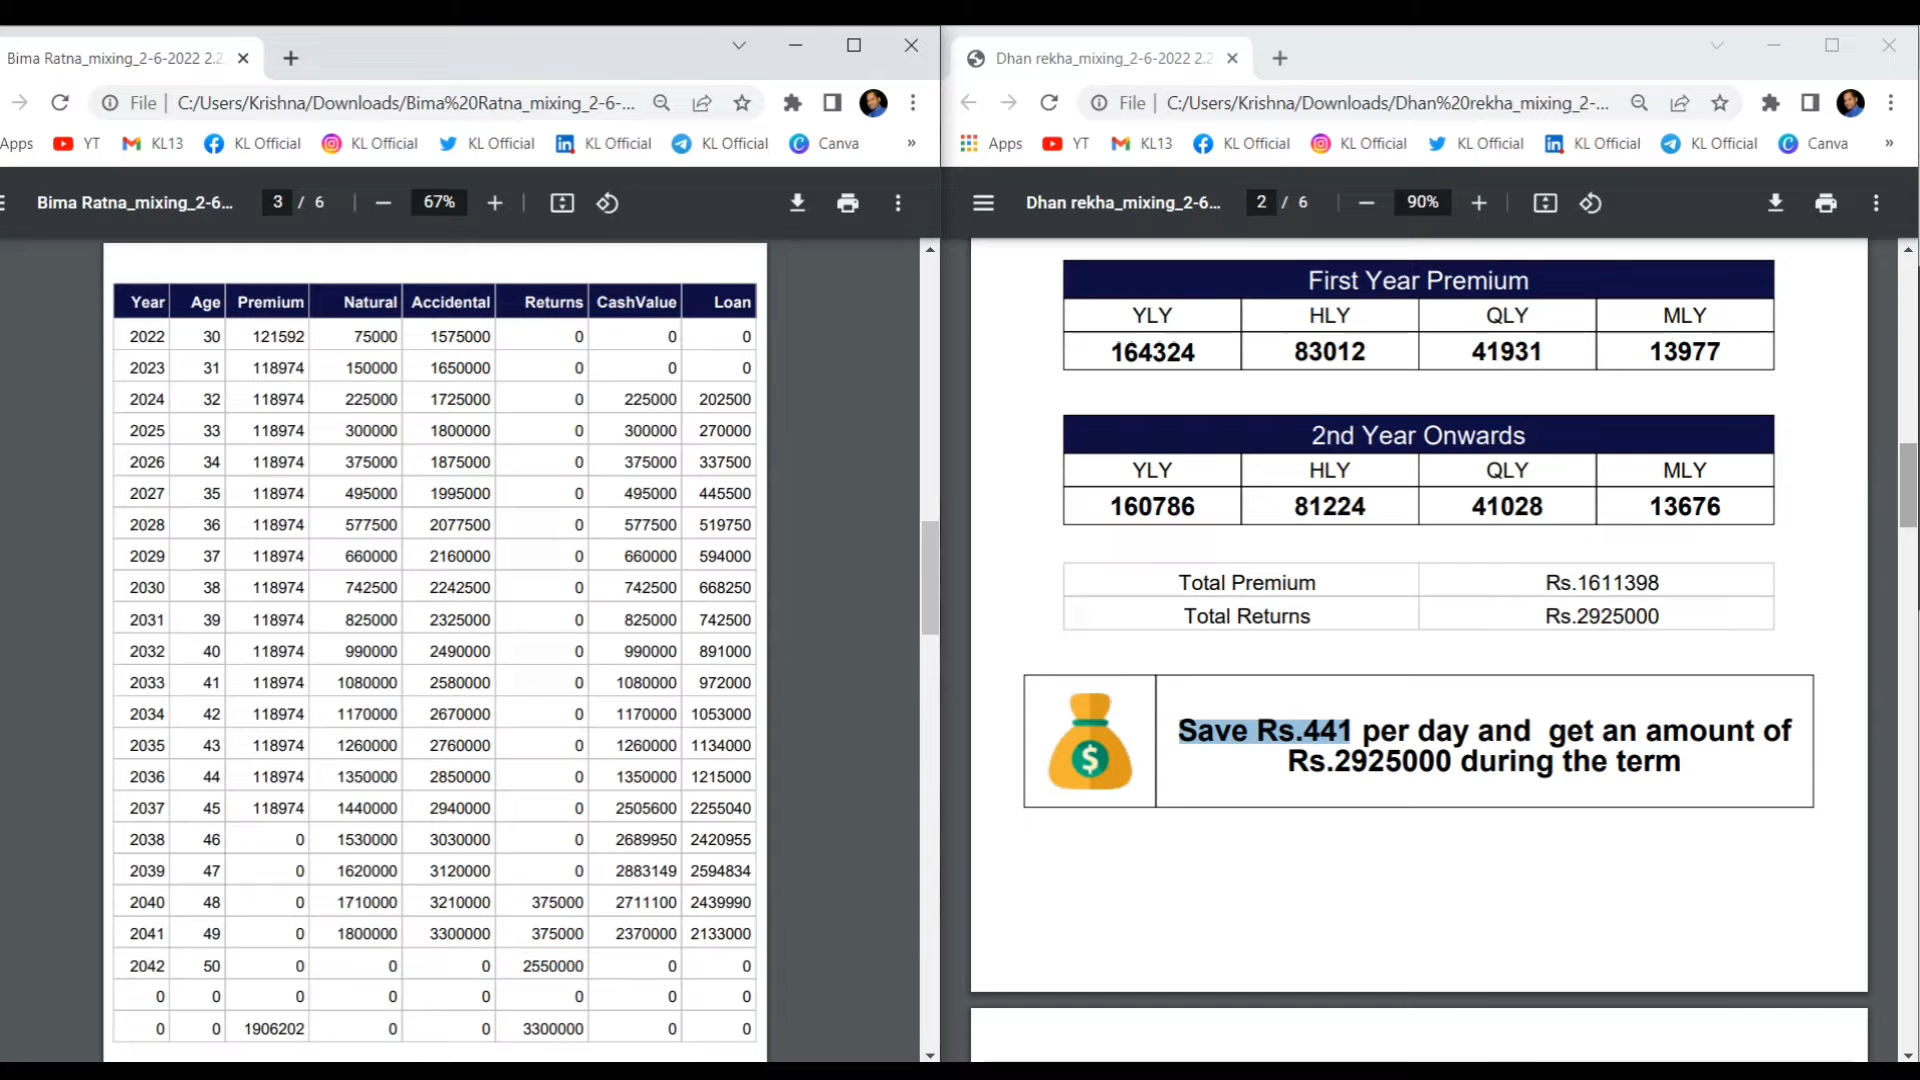 Bima Ratna_mixing_2-6-2022 2.2
File C:/Users/Krishna/Downloads/Bima%20Ratna_mixing_2-6-...
Apps YT KL13 KL Official KL Official KL Official KL Official KL Official Canva »
Bima Ratna_mixing_2-6... 3 / 6 67%
Year Age Premium Natural Accidental Returns CashValue Loan
2022 30 121592 75000 1575000 0 0 0
2023 31 118974 150000 1650000 0 0 0
2024 32 118974 225000 1725000 0 225000 202500
2025 33 118974 300000 1800000 0 300000 270000
2026 34 118974 375000 1875000 0 375000 337500
2027 35 118974 495000 1995000 0 495000 445500
2028 36 118974 577500 2077500 0 577500 519750
2029 37 118974 660000 2160000 0 660000 594000
2030 38 118974 742500 2242500 0 742500 668250
2031 39 118974 825000 2325000 0 825000 742500
2032 40 118974 990000 2490000 0 990000 891000
2033 41 118974 1080000 2580000 0 1080000 972000
2034 42 118974 1170000 2670000 0 1170000 1053000
2035 43 118974 1260000 2760000 0 1260000 1134000
2036 44 118974 1350000 2850000 0 1350000 1215000
2037 45 118974 1440000 2940000 0 2505600 2255040
2038 46 0 1530000 3030000 0 2689950 2420955
2039 47 0 1620000 3120000 0 2883149 2594834
2040 48 0 1710000 3210000 375000 2711100 2439990
2041 49 0 1800000 3300000 375000 2370000 2133000
2042 50 0 0 0 2550000 0 0
0 0 0 0 0 0 0 0
0 0 1906202 0 0 3300000 0 0
Dhan rekha_mixing_2-6-2022 2.2
File C:/Users/Krishna/Downloads/Dhan%20rekha_mixing_2-...
Apps YT KL13 KL Official KL Official KL Official KL Official KL Official Canva »
Dhan rekha_mixing_2-6... 2 / 6 90%
First Year Premium
YLY HLY QLY MLY
164324 83012 41931 13977
2nd Year Onwards
YLY HLY QLY MLY
160786 81224 41028 13676
Total Premium Rs.1611398
Total Returns Rs.2925000
$
Save Rs.441 per day and get an amount of
Rs.2925000 during the term